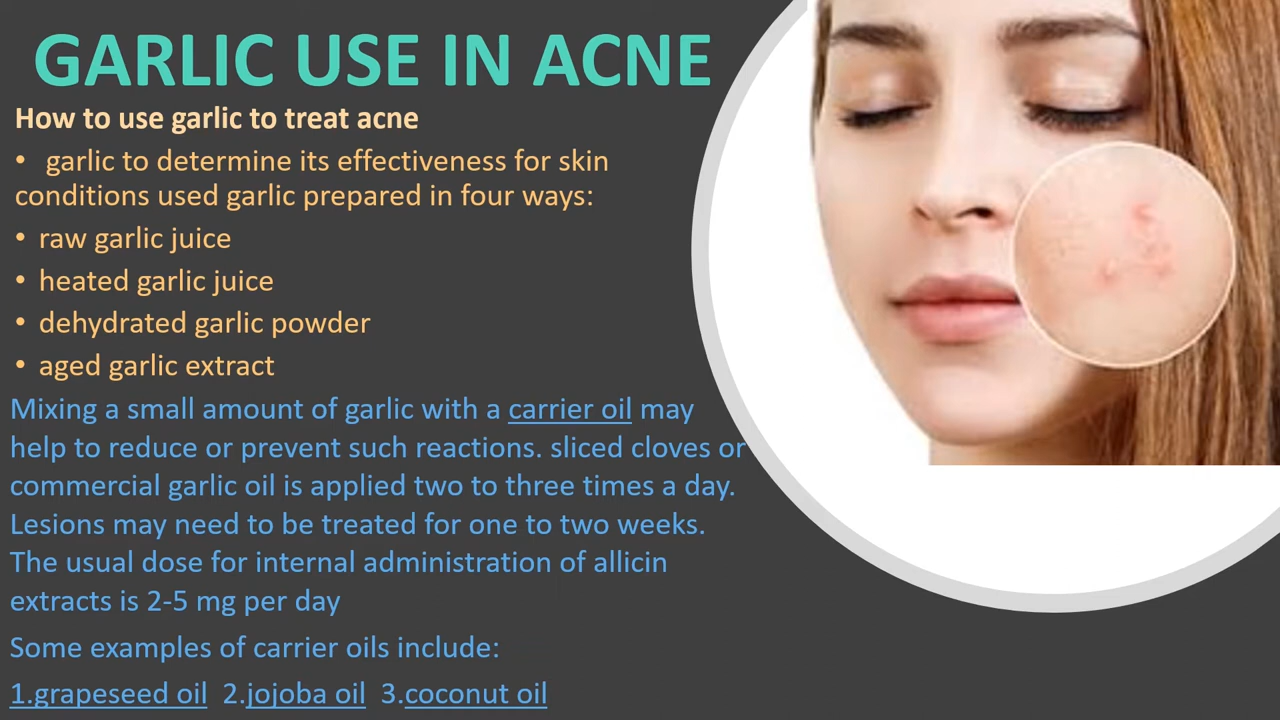 GARLIC USE IN ACNE
How to use garlic to treat acne
• garlic to determine its effectiveness for skin
conditions used garlic prepared in four ways:
• raw garlic juice
• heated garlic juice
• dehydrated garlic powder
• aged garlic extract
Mixing a small amount of garlic with a carrier oil may
help to reduce or prevent such reactions. sliced cloves or
commercial garlic oil is applied two to three times a day.
Lesions may need to be treated for one to two weeks.
The usual dose for internal administration of allicin
extracts is 2-5 mg per day
Some examples of carrier oils include:
1.grapeseed oil 2.jojoba oil 3.coconut oil